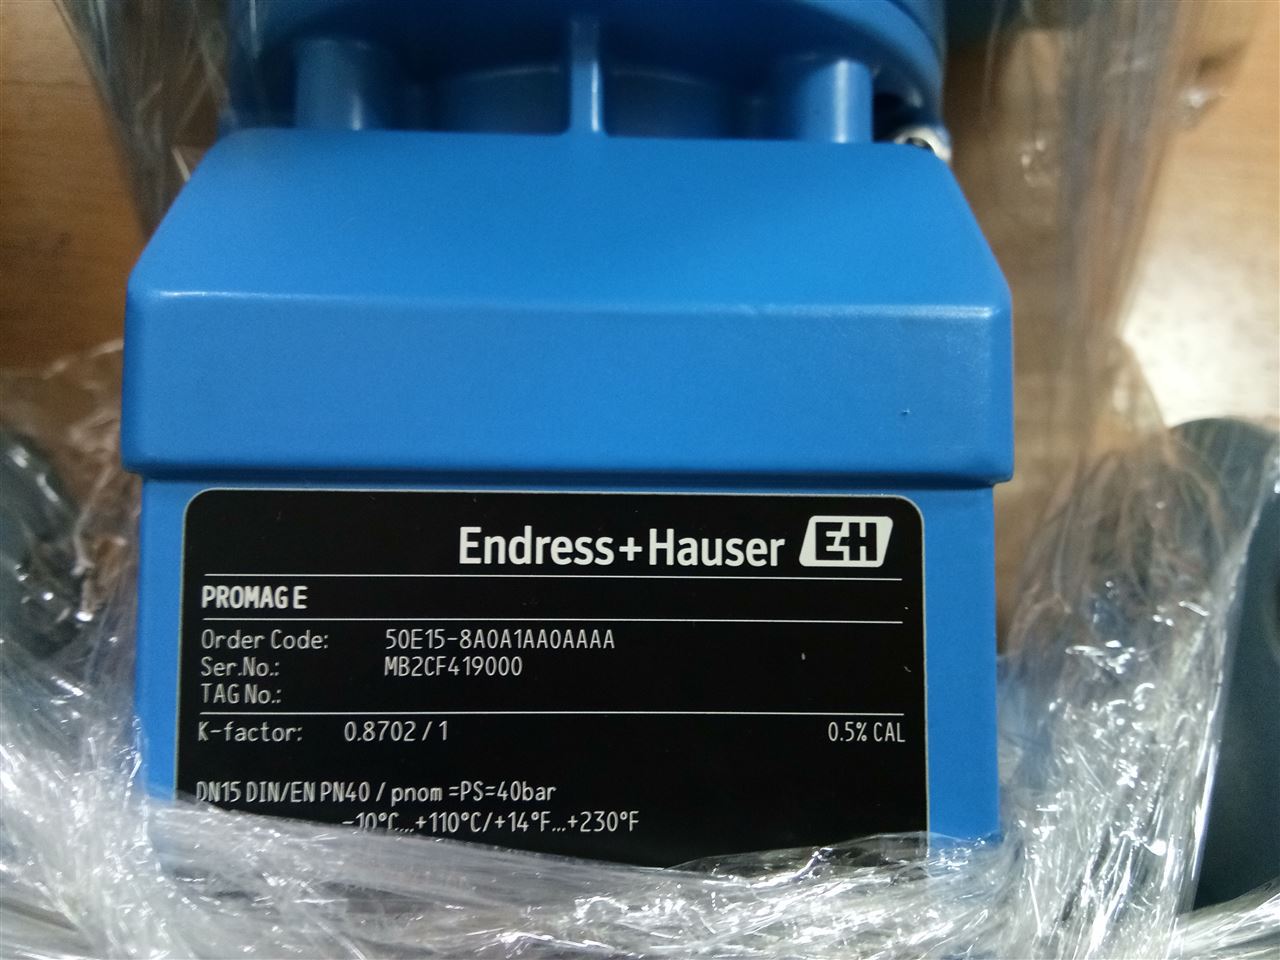 Endress+Hauser EH
PROMAG E
Order Code: 50E15-8A0A1AA0AAAA
Ser.No.: MB2CF419000
TAG No.:
K-factor: 0.8702 / 1 0.5% CAL
DN15 DIN/EN PN40 / pnom =PS=40bar
-10°C...+110°C/+14°F...+230°F